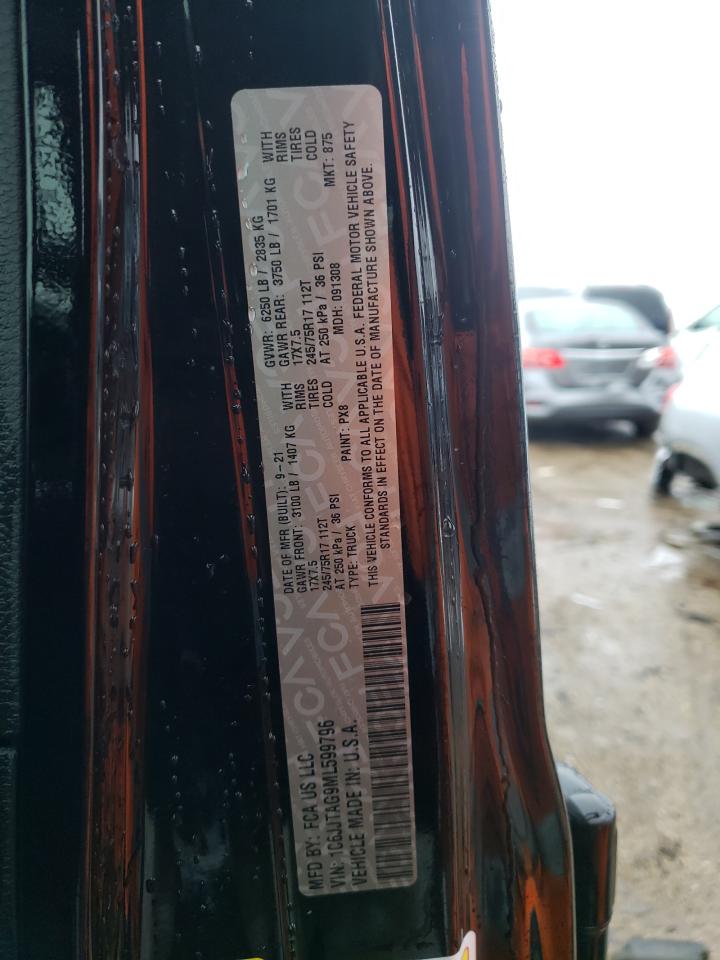 MFD BY: FCA US LLC
DATE OF MFR (BUILT): 9-21
GVWR: 6250 LB / 2835 KG
GAWR FRONT: 3100 LB / 1407 KG WITH
GAWR REAR: 3750 LB / 1701 KG WITH
17X7.5 RIMS
17X7.5 RIMS
245/75R17 112T TIRES
245/75R17 112T TIRES
AT 250 kPa / 36 PSI COLD
AT 250 kPa / 36 PSI COLD
VIN: 1C6JJTAG9ML599796
TYPE: TRUCK
PAINT: PX8
MDH: 091308
MKT: 875
VEHICLE MADE IN: U.S.A.
THIS VEHICLE CONFORMS TO ALL APPLICABLE U.S.A. FEDERAL MOTOR VEHICLE SAFETY
STANDARDS IN EFFECT ON THE DATE OF MANUFACTURE SHOWN ABOVE.